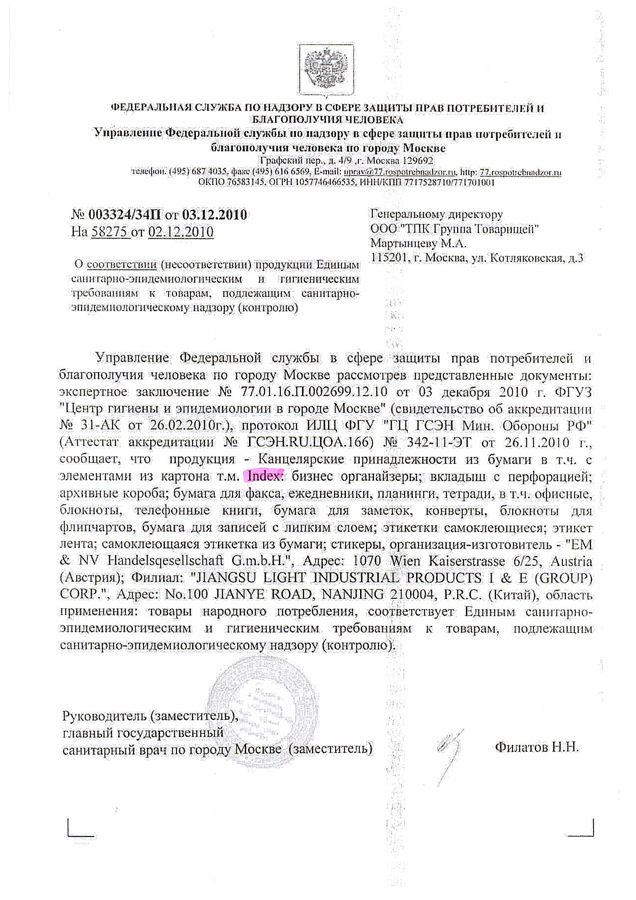 ФЕДЕРАЛЬНАЯ СЛУЖБА ПО НАДЗОРУ В СФЕРЕ ЗАЩИТЫ ПРАВ ПОТРЕБИТЕЛЕЙ И
БЛАГОПОЛУЧИЯ ЧЕЛОВЕКА
Управление Федеральной службы по надзору в сфере защиты прав потребителей и
благополучия человека по городу Москве
Графский пер., д. 4/9 ,г. Москва 129692
телефон. (495) 687 4035, факс (495) 616 6569, E-mail: uprav@77.rospotrebnadzor.ru, http: 77.rospotrebnadzor.ru
ОКПО 76583145, ОГРН 1057746466535, ИНН/КПП 7717528710/771701001
№ 003324/34П от 03.12.2010
На 58275 от 02.12.2010
Генеральному директору
ООО "ТПК Группа Товарищей"
Мартынцеву М.А.
115201, г. Москва, ул. Котляковская, д.3
О соответствии (несоответствии) продукции Единым
санитарно-эпидемиологическим и гигиеническим
требованиям к товарам, подлежащим санитарно-
эпидемиологическому надзору (контролю)
Управление Федеральной службы в сфере защиты прав потребителей и
благополучия человека по городу Москве рассмотрев представленные документы:
экспертное заключение № 77.01.16.П.002699.12.10 от 03 декабря 2010 г. ФГУЗ
"Центр гигиены и эпидемиологии в городе Москве" (свидетельство об аккредитации
№ 31-АК от 26.02.2010г.), протокол ИЛЦ ФГУ "ГЦ ГСЭН Мин. Обороны РФ"
(Аттестат аккредитации № ГСЭН.RU.ЦОА.166) № 342-11-ЭТ от 26.11.2010 г.,
сообщает, что продукция - Канцелярские принадлежности из бумаги в т.ч. с
элементами из картона т.м. Index: бизнес органайзеры; вкладыш с перфорацией;
архивные короба; бумага для факса, ежедневники, планинги, тетради, в т.ч. офисные,
блокноты, телефонные книги, бумага для заметок, конверты, блокноты для
флипчартов, бумага для записей с липким слоем; этикетки самоклеющиеся; этикет
лента; самоклеющаяся этикетка из бумаги; стикеры, организация-изготовитель - "EM
& NV Handelsqesellschaft G.m.b.H.", Адрес: 1070 Wien Kaiserstrasse 6/25, Austria
(Австрия); Филиал: "JIANGSU LIGHT INDUSTRIAL PRODUCTS I & E (GROUP)
CORP.", Адрес: No.100 JIANYE ROAD, NANJING 210004, P.R.C. (Китай), область
применения: товары народного потребления, соответствует Единым санитарно-
эпидемиологическим и гигиеническим требованиям к товарам, подлежащим
санитарно-эпидемиологическому надзору (контролю).
Руководитель (заместитель),
главный государственный
санитарный врач по городу Москве (заместитель)
Филатов Н.Н.